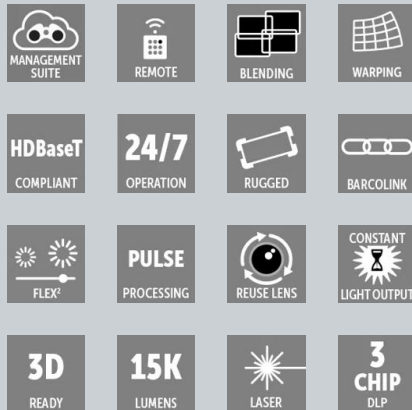 MANAGEMENT
SUITE
REMOTE
BLENDING
WARPING
HDBaseT
COMPLIANT
24/7
OPERATION
RUGGED
BARCOLINK
FLEX²
PULSE
PROCESSING
REUSE LENS
CONSTANT
LIGHT OUTPUT
3D
READY
15K
LUMENS
LASER
3
CHIP
DLP